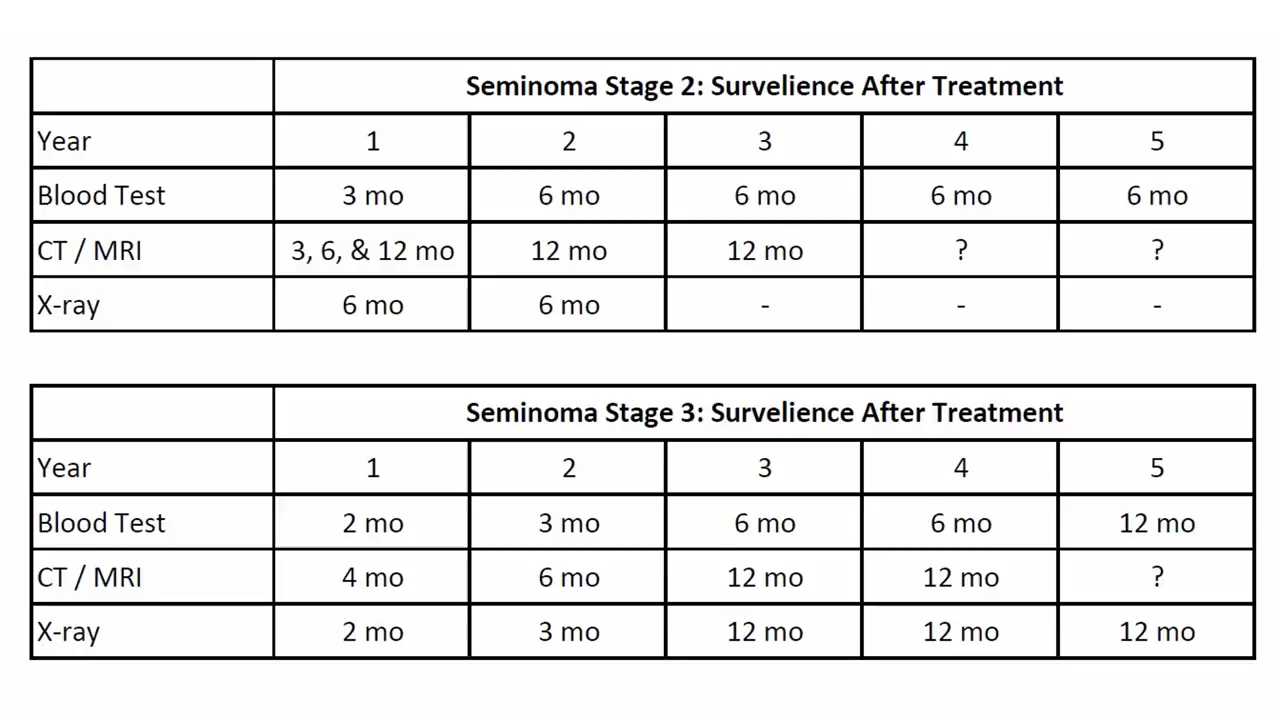 Seminoma Stage 2: Survelience After Treatment
Year 1 2 3 4 5
Blood Test 3 mo 6 mo 6 mo 6 mo 6 mo
CT / MRI 3, 6, & 12 mo 12 mo 12 mo ? ?
X-ray 6 mo 6 mo - - -
Seminoma Stage 3: Survelience After Treatment
Year 1 2 3 4 5
Blood Test 2 mo 3 mo 6 mo 6 mo 12 mo
CT / MRI 4 mo 6 mo 12 mo 12 mo ?
X-ray 2 mo 3 mo 12 mo 12 mo 12 mo